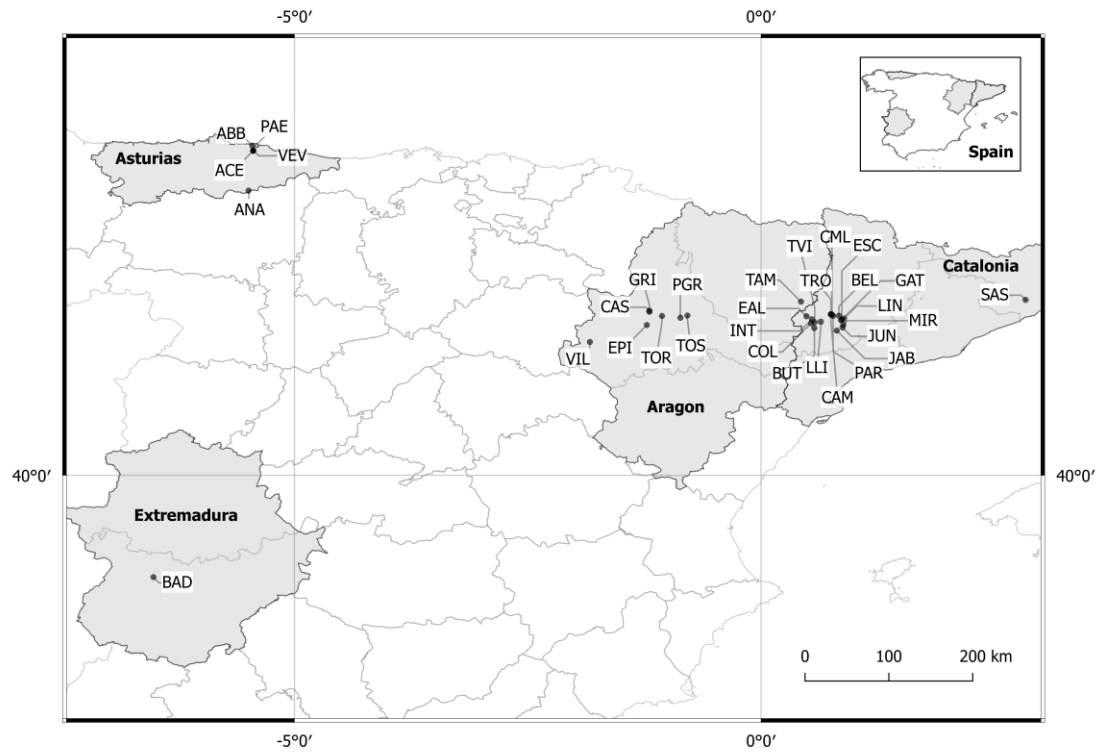 -5°0′ 0°0′
Spain
ABB PAE
Asturias VEV
ACE
ANA
CML ESC
TVI
Catalonia
GRI PGR TAM TRO BEL GAT SAS
CAS EAL LIN
INT MIR
EPI TOR TOS COL JUN
VIL BUT LLI PAR JAB
CAM
Aragon
40°0′ 40°0′
Extremadura
BAD
0 100 200 km
-5°0′ 0°0′